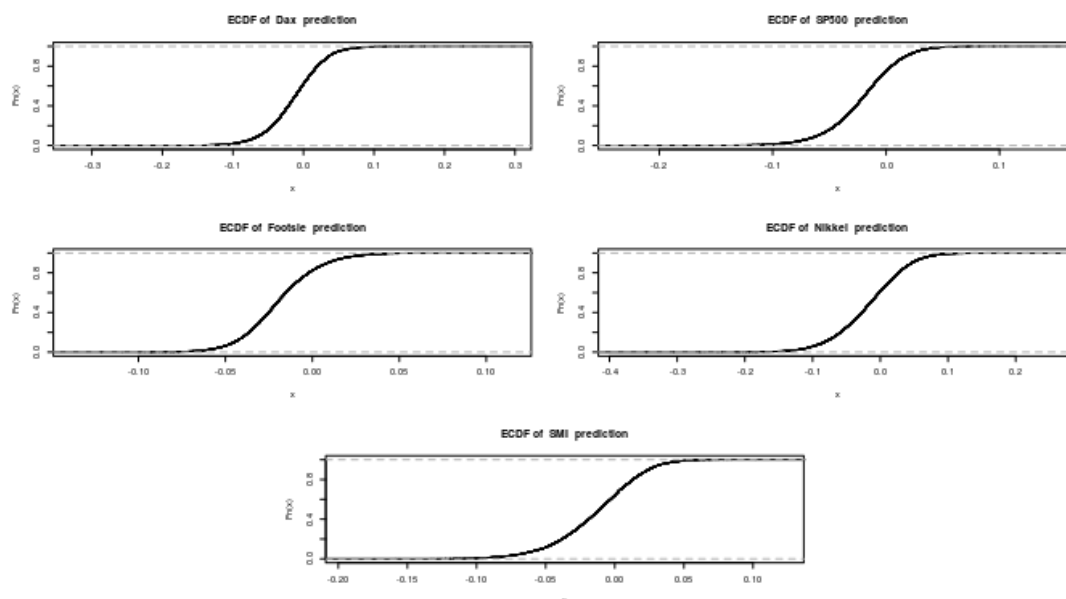 ECDF of Dax prediction
Fn(x)
0.0 0.4 0.8
-0.3 -0.2 -0.1 0.0 0.1 0.2 0.3
x
ECDF of SP500 prediction
Fn(x)
0.0 0.4 0.8
-0.2 -0.1 0.0 0.1
x
ECDF of Footsie prediction
Fn(x)
0.0 0.4 0.8
-0.10 -0.05 0.00 0.05 0.10
x
ECDF of Nikkei prediction
Fn(x)
0.0 0.4 0.8
-0.4 -0.3 -0.2 -0.1 0.0 0.1 0.2
x
ECDF of SMI prediction
Fn(x)
0.0 0.4 0.8
-0.20 -0.15 -0.10 -0.05 0.00 0.05 0.10